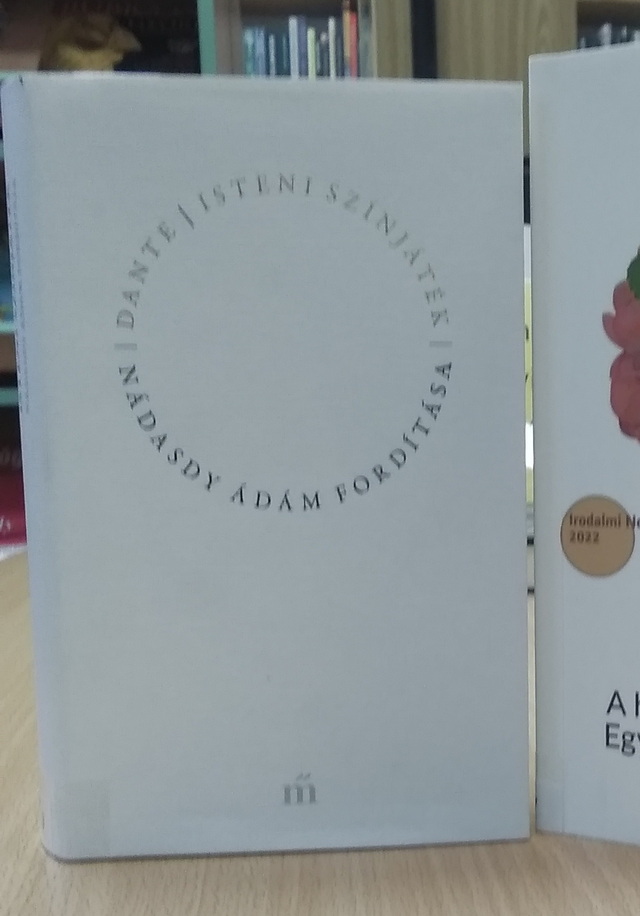 | DANTE | ISTENI SZÍNJÁTÉK |
NÁDASDY ÁDÁM FORDÍTÁSA
m̋
Irodalmi
2022
A